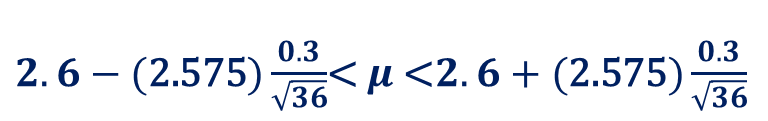 2.6 − (2.575) 0.3/√36 < μ < 2.6 + (2.575) 0.3/√36